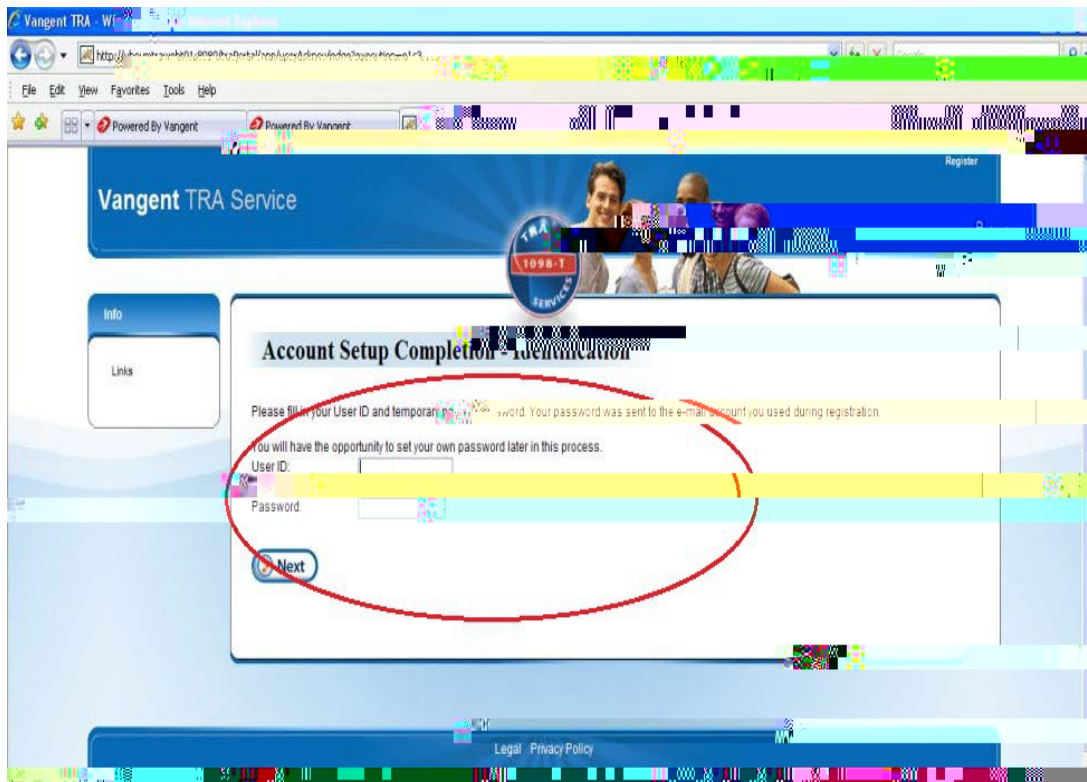 Vangent TRA
File Edit View Favorites Tools Help
Powered By Vangent Powered By Vangent
Register
Vangent TRA Service
TRA
1098-T
SERVICES
Info
Links
Account Setup Completion - Identification
Please fill in your User ID and temporary Your password was sent to the e-mail account you used during registration.
You will have the opportunity to set your own password later in this process.
User ID:
Password:
Next
Legal Privacy Policy